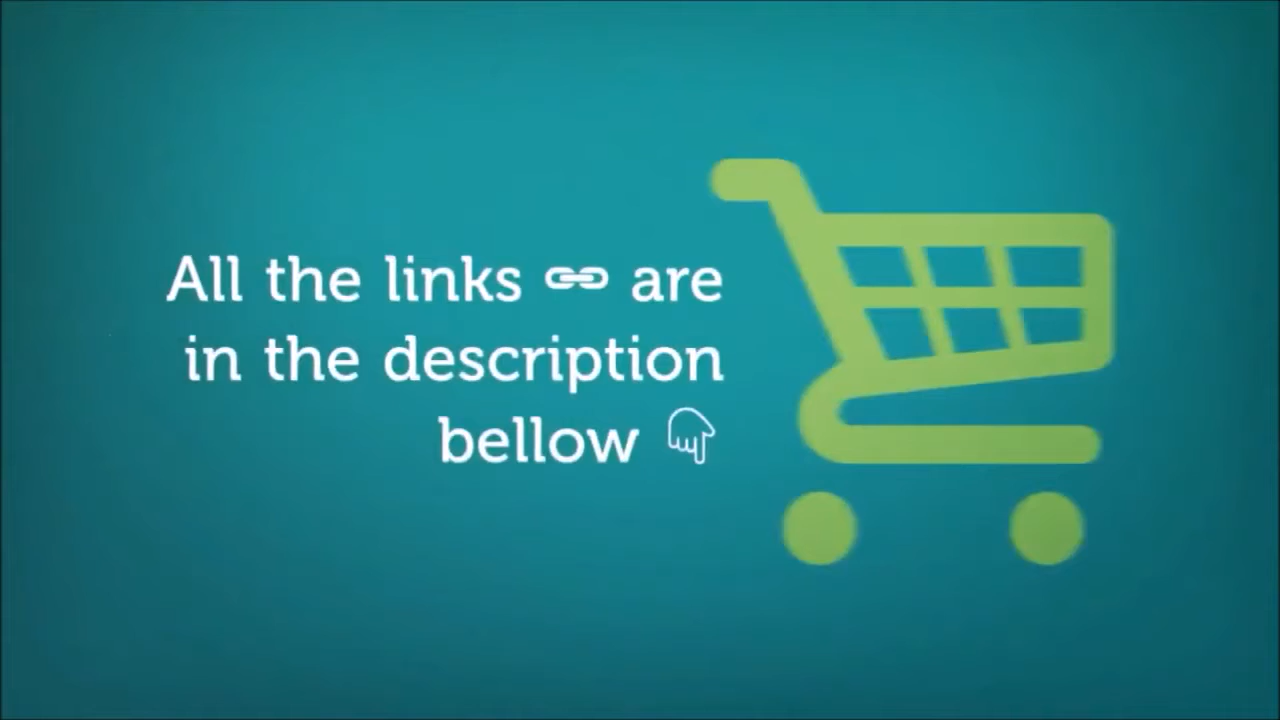 All the links 🔗 are
in the description
bellow 👇